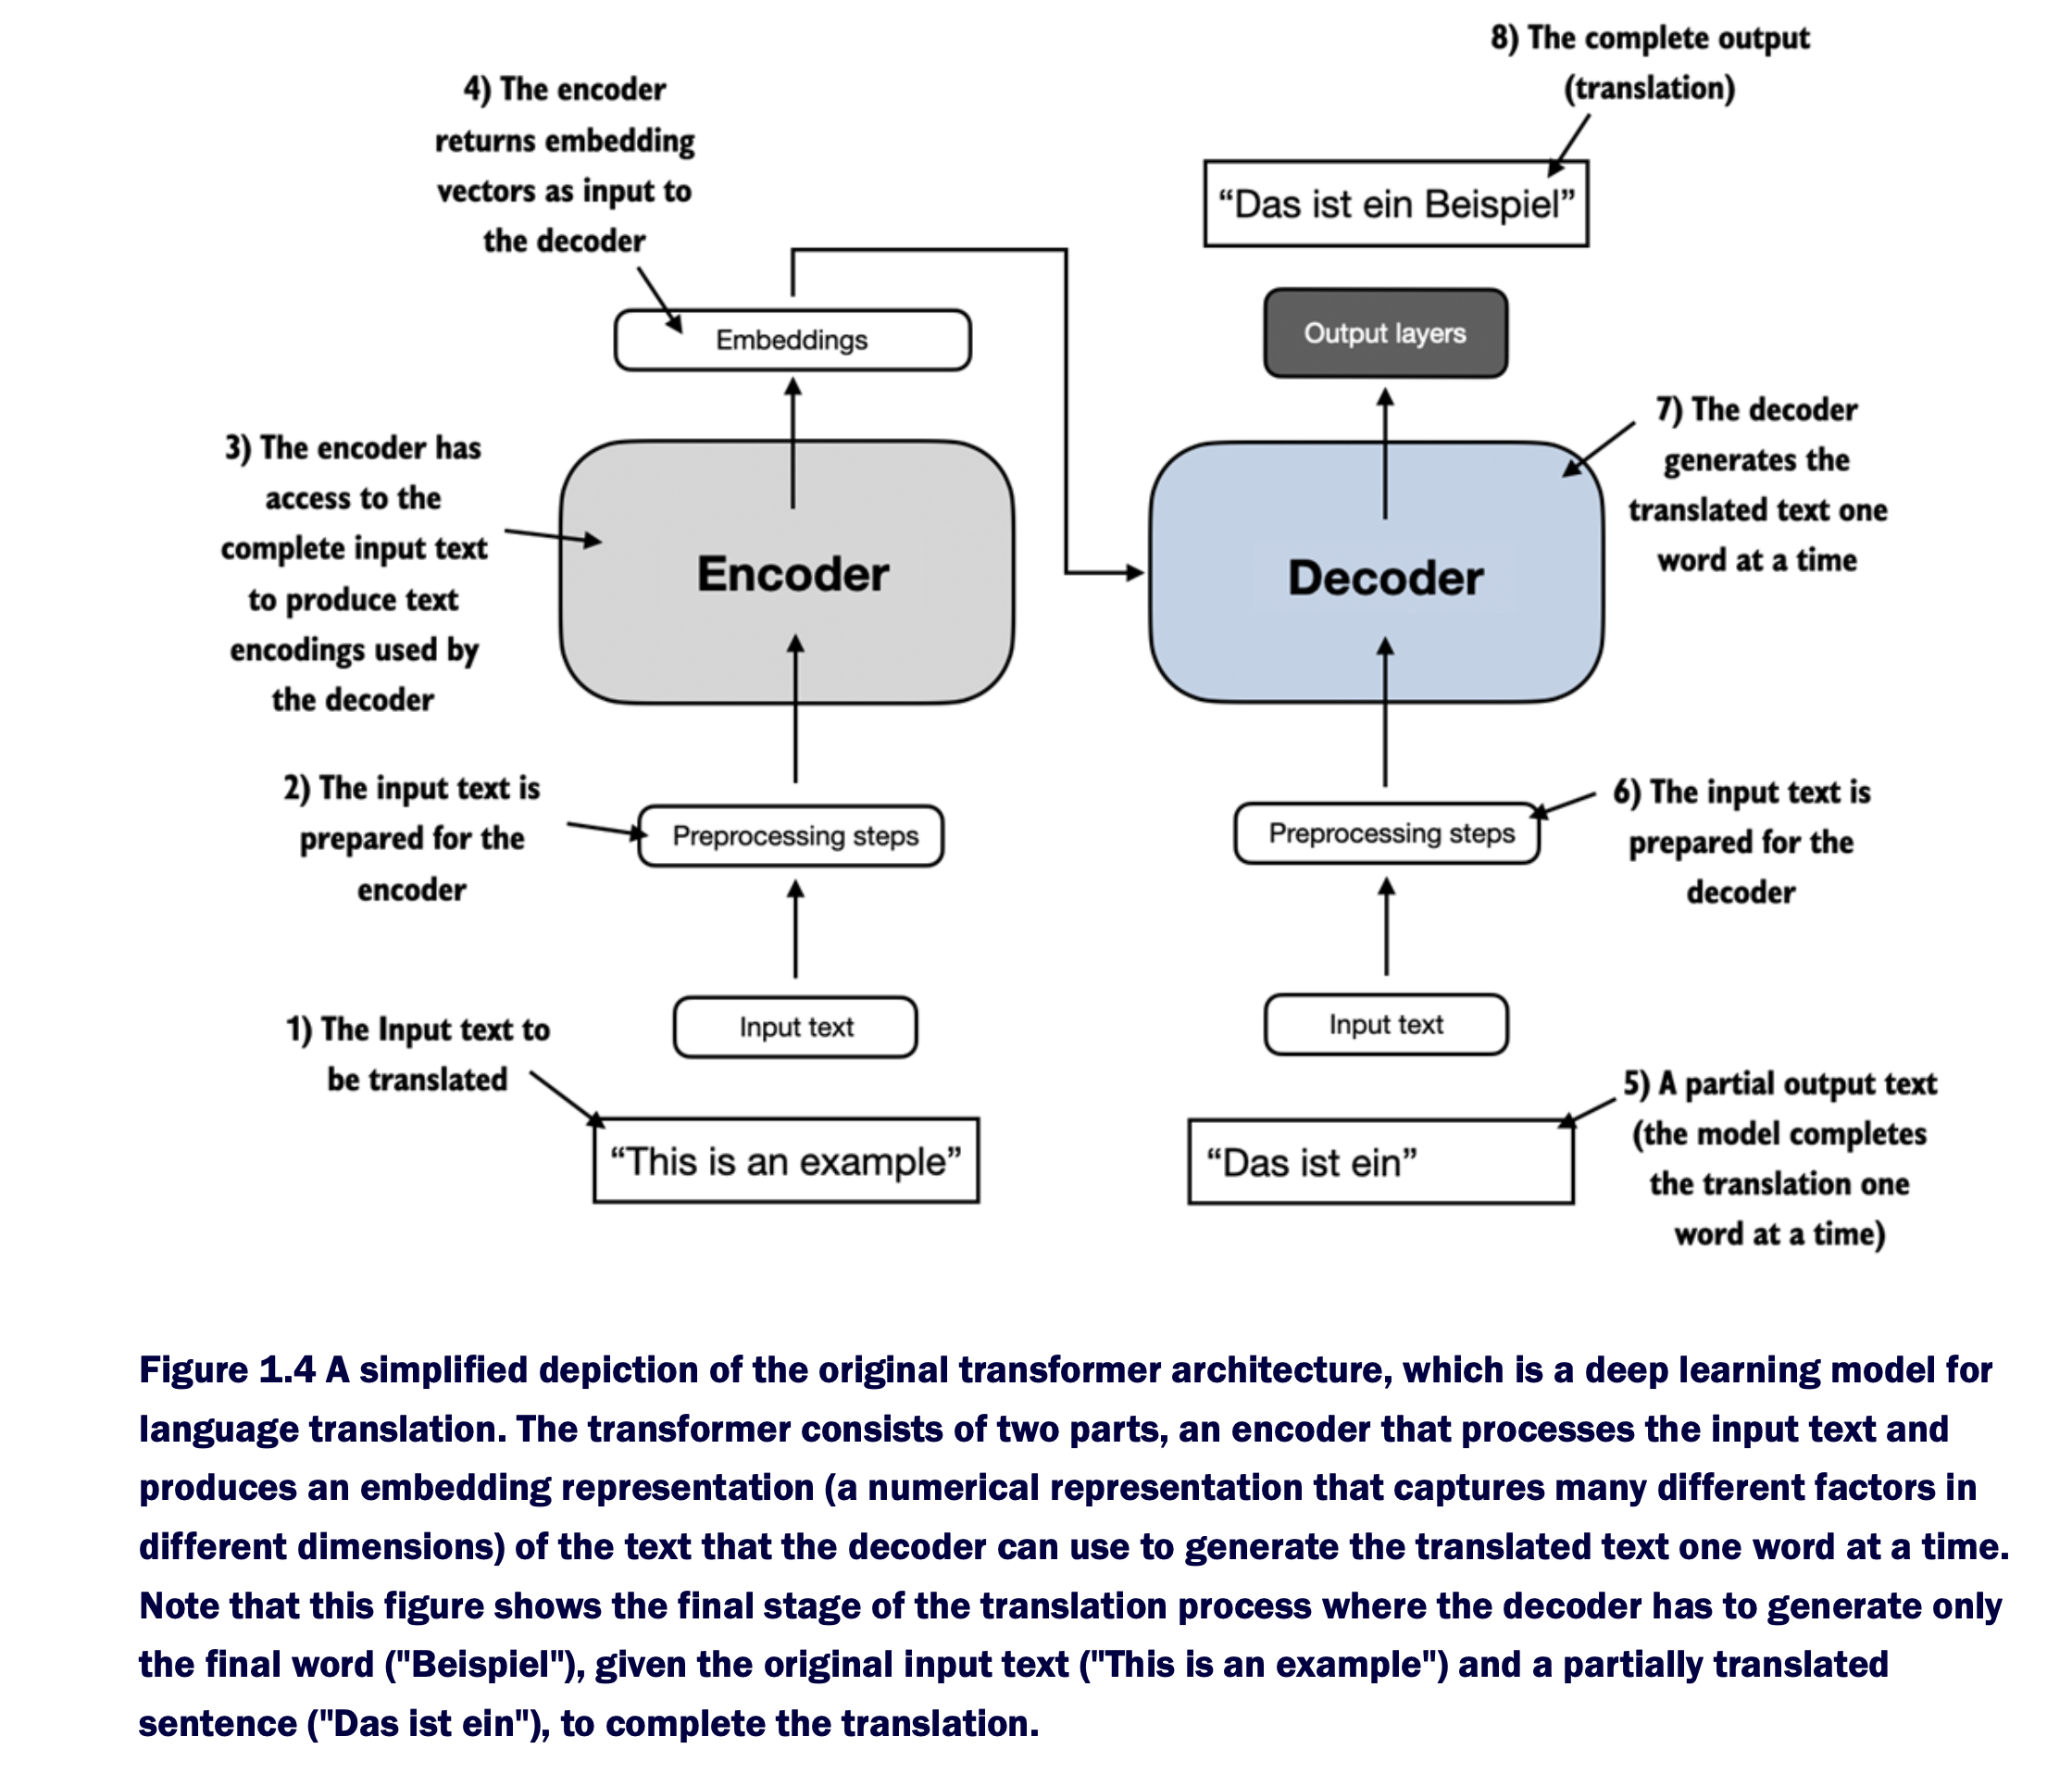 8) The complete output
(translation)
4) The encoder
returns embedding
vectors as input to
the decoder
“Das ist ein Beispiel”
Embeddings
Output layers
3) The encoder has
access to the
complete input text
to produce text
encodings used by
the decoder
Encoder
Decoder
7) The decoder
generates the
translated text one
word at a time
2) The input text is
prepared for the
encoder
Preprocessing steps
Preprocessing steps
6) The input text is
prepared for the
decoder
1) The Input text to
be translated
Input text
Input text
“This is an example”
“Das ist ein”
5) A partial output text
(the model completes
the translation one
word at a time)
Figure 1.4 A simplified depiction of the original transformer architecture, which is a deep learning model for
language translation. The transformer consists of two parts, an encoder that processes the input text and
produces an embedding representation (a numerical representation that captures many different factors in
different dimensions) of the text that the decoder can use to generate the translated text one word at a time.
Note that this figure shows the final stage of the translation process where the decoder has to generate only
the final word ("Beispiel"), given the original input text ("This is an example") and a partially translated
sentence ("Das ist ein"), to complete the translation.